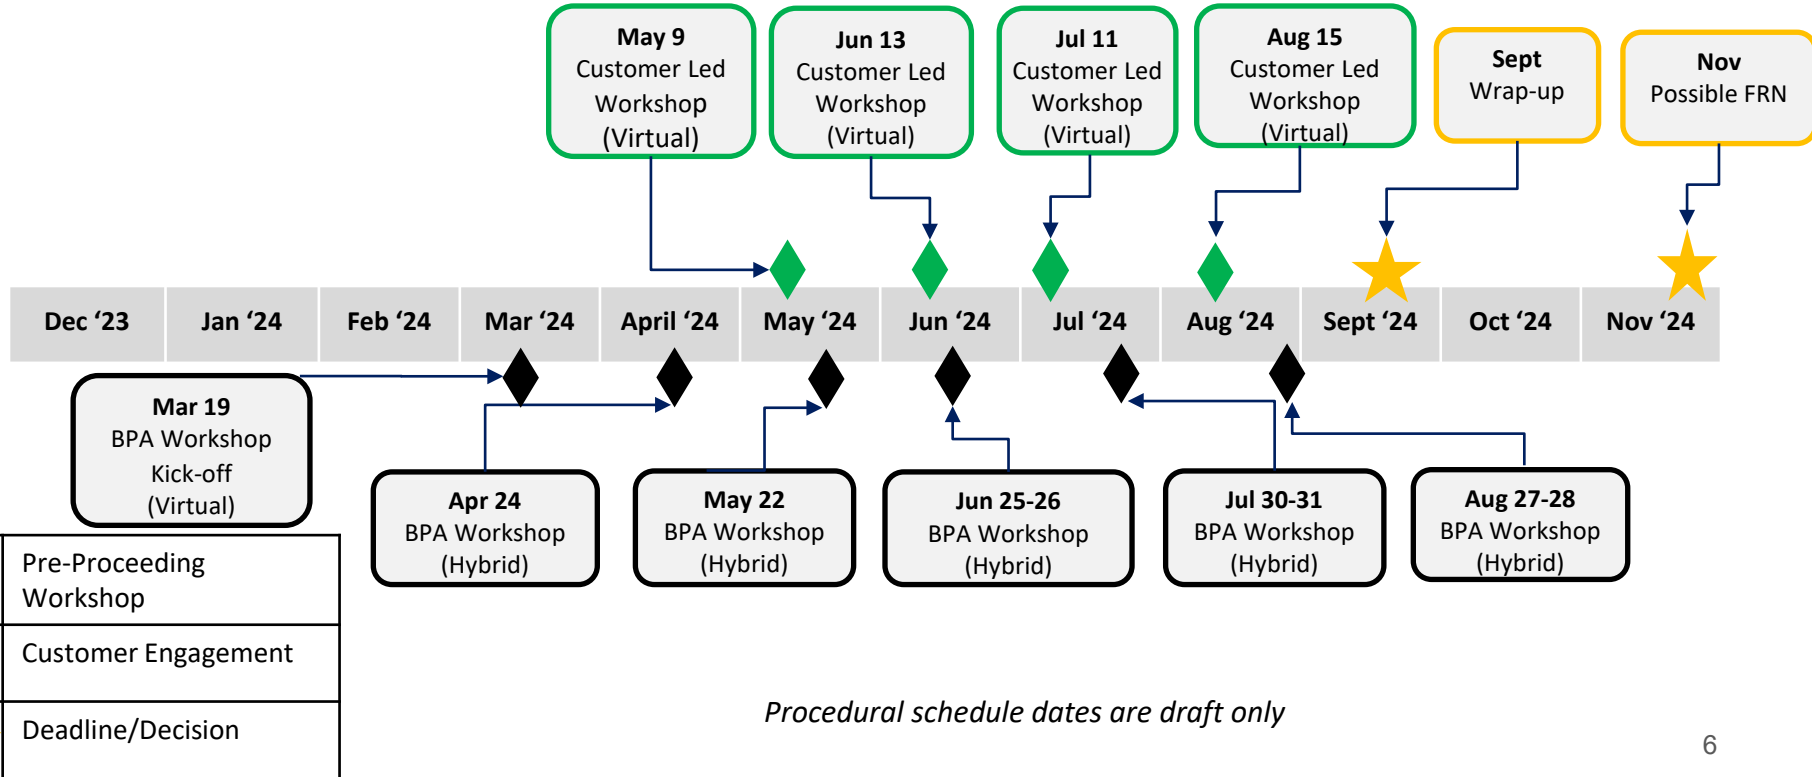 May 9
Customer Led
Workshop
(Virtual)
Jun 13
Customer Led
Workshop
(Virtual)
Jul 11
Customer Led
Workshop
(Virtual)
Aug 15
Customer Led
Workshop
(Virtual)
Sept
Wrap-up
Nov
Possible FRN
Dec ‘23
Jan ‘24
Feb ‘24
Mar ‘24
April ‘24
May ‘24
Jun ‘24
Jul ‘24
Aug ‘24
Sept ‘24
Oct ‘24
Nov ‘24
Mar 19
BPA Workshop
Kick-off
(Virtual)
Apr 24
BPA Workshop
(Hybrid)
May 22
BPA Workshop
(Hybrid)
Jun 25-26
BPA Workshop
(Hybrid)
Jul 30-31
BPA Workshop
(Hybrid)
Aug 27-28
BPA Workshop
(Hybrid)
Pre-Proceeding
Workshop
Customer Engagement
Deadline/Decision
Procedural schedule dates are draft only
6